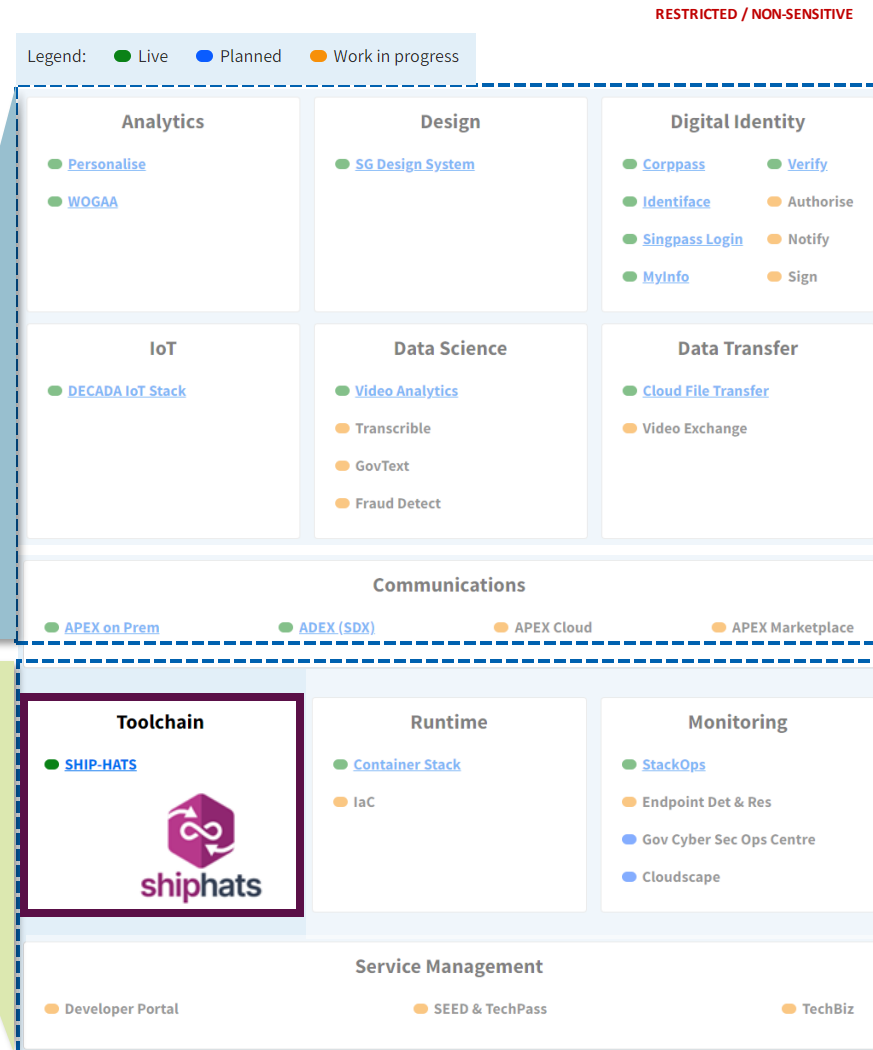 RESTRICTED / NON-SENSITIVE
Legend: Live Planned Work in progress
Analytics
Personalise
WOGAA
Design
SG Design System
Digital Identity
Corppass
Identiface
Singpass Login
MyInfo
Verify
Authorise
Notify
Sign
IoT
DECADA IoT Stack
Data Science
Video Analytics
Transcrible
GovText
Fraud Detect
Data Transfer
Cloud File Transfer
Video Exchange
Communications
APEX on Prem ADEX (SDX) APEX Cloud APEX Marketplace
Toolchain
SHIP-HATS
shiphats
Runtime
Container Stack
IaC
Monitoring
StackOps
Endpoint Det & Res
Gov Cyber Sec Ops Centre
Cloudscape
Service Management
Developer Portal SEED & TechPass TechBiz